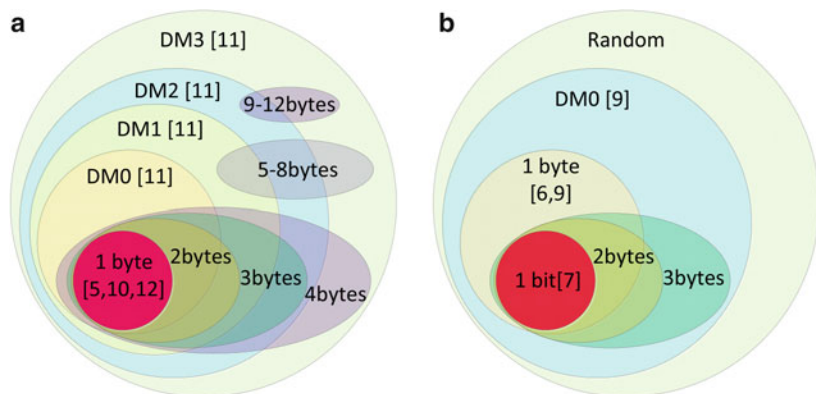 a
DM3 [11]
DM2 [11]
9-12bytes
DM1 [11]
5-8bytes
DM0 [11]
1 byte
[5,10,12]
2bytes
3bytes
4bytes
b
Random
DM0 [9]
1 byte
[6,9]
2bytes
1 bit[7]
3bytes